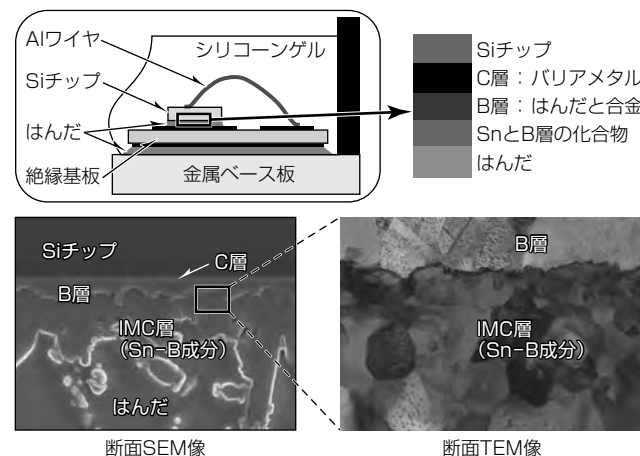 Alワイヤ
シリコーンゲル
Siチップ
はんだ
絶縁基板
金属ベース板
Siチップ
C層：バリアメタル
B層：はんだと合金
SnとB層の化合物
はんだ
Siチップ
C層
B層
IMC層
（Sn−B成分）
はんだ
B層
IMC層
（Sn−B成分）
断面SEM像
断面TEM像